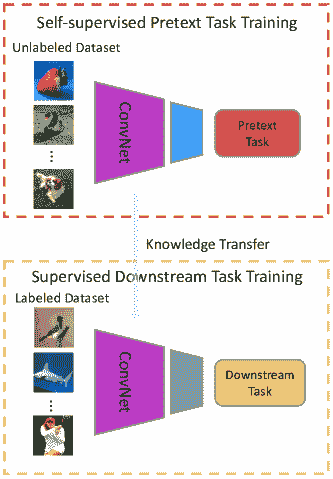 Self-supervised Pretext Task Training
Unlabeled Dataset
ConvNet
Pretext
Task
Knowledge Transfer
Supervised Downstream Task Training
Labeled Dataset
ConvNet
Downstream
Task